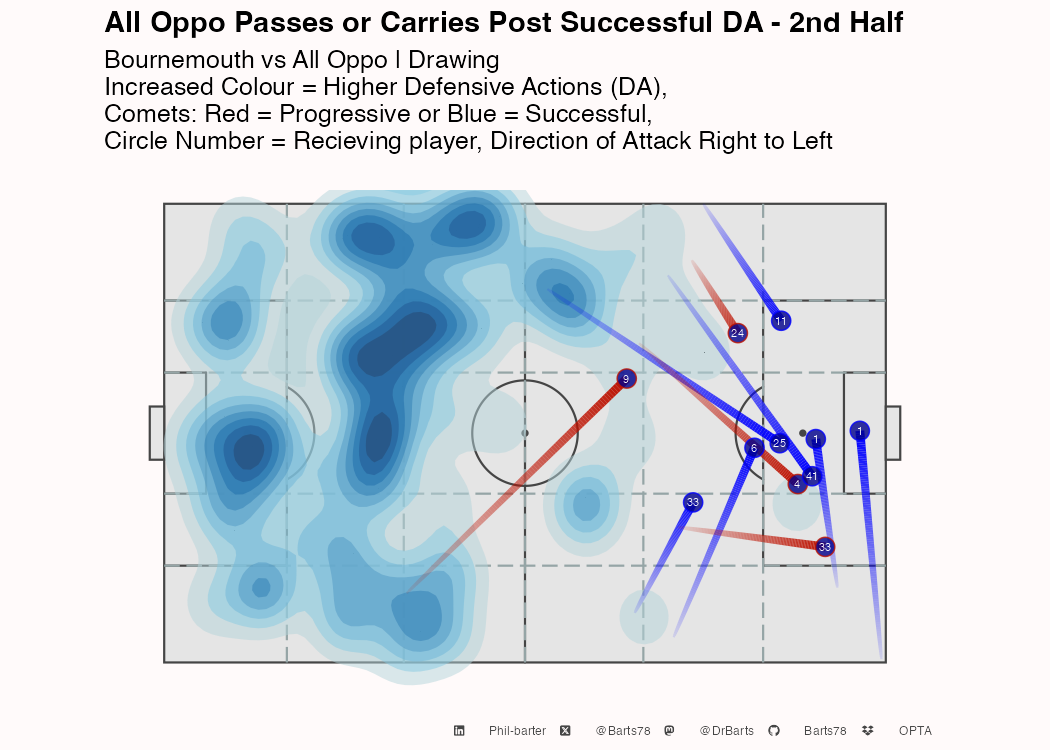 All Oppo Passes or Carries Post Successful DA - 2nd Half
Bournemouth vs All Oppo | Drawing
Increased Colour = Higher Defensive Actions (DA),
Comets: Red = Progressive or Blue = Successful,
Circle Number = Recieving player, Direction of Attack Right to Left
11
24
9
1
1
25
6
41
4
33
33
Phil-barter @Barts78 @DrBarts Barts78 OPTA